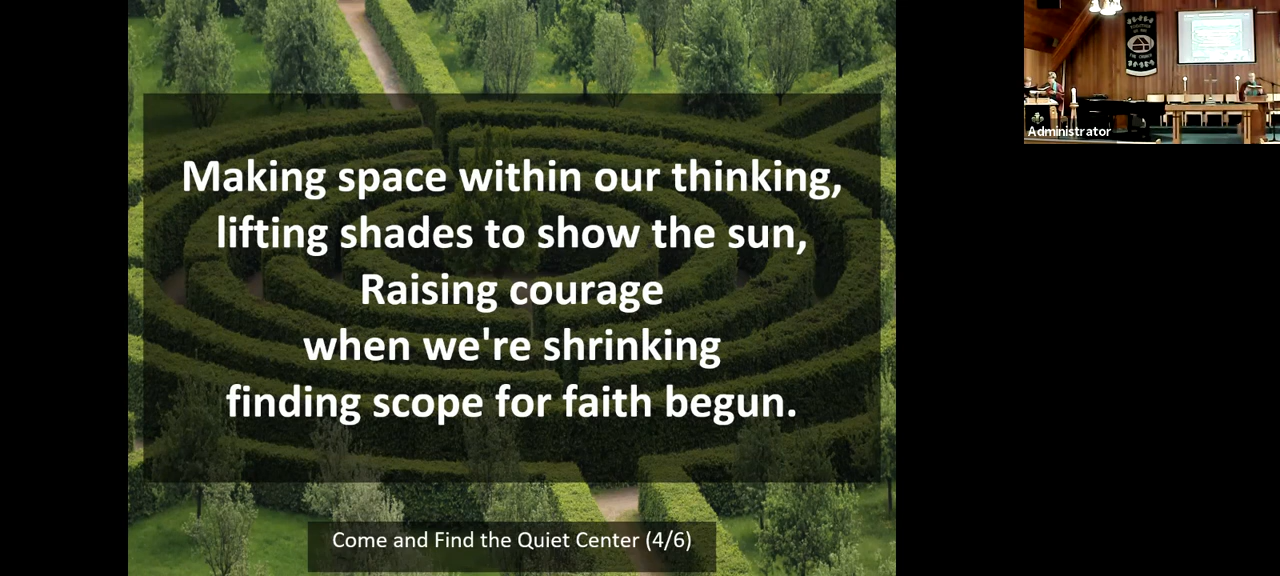 Making space within our thinking,
lifting shades to show the sun,
Raising courage
when we're shrinking
finding scope for faith begun.
Come and Find the Quiet Center (4/6)
Administrator